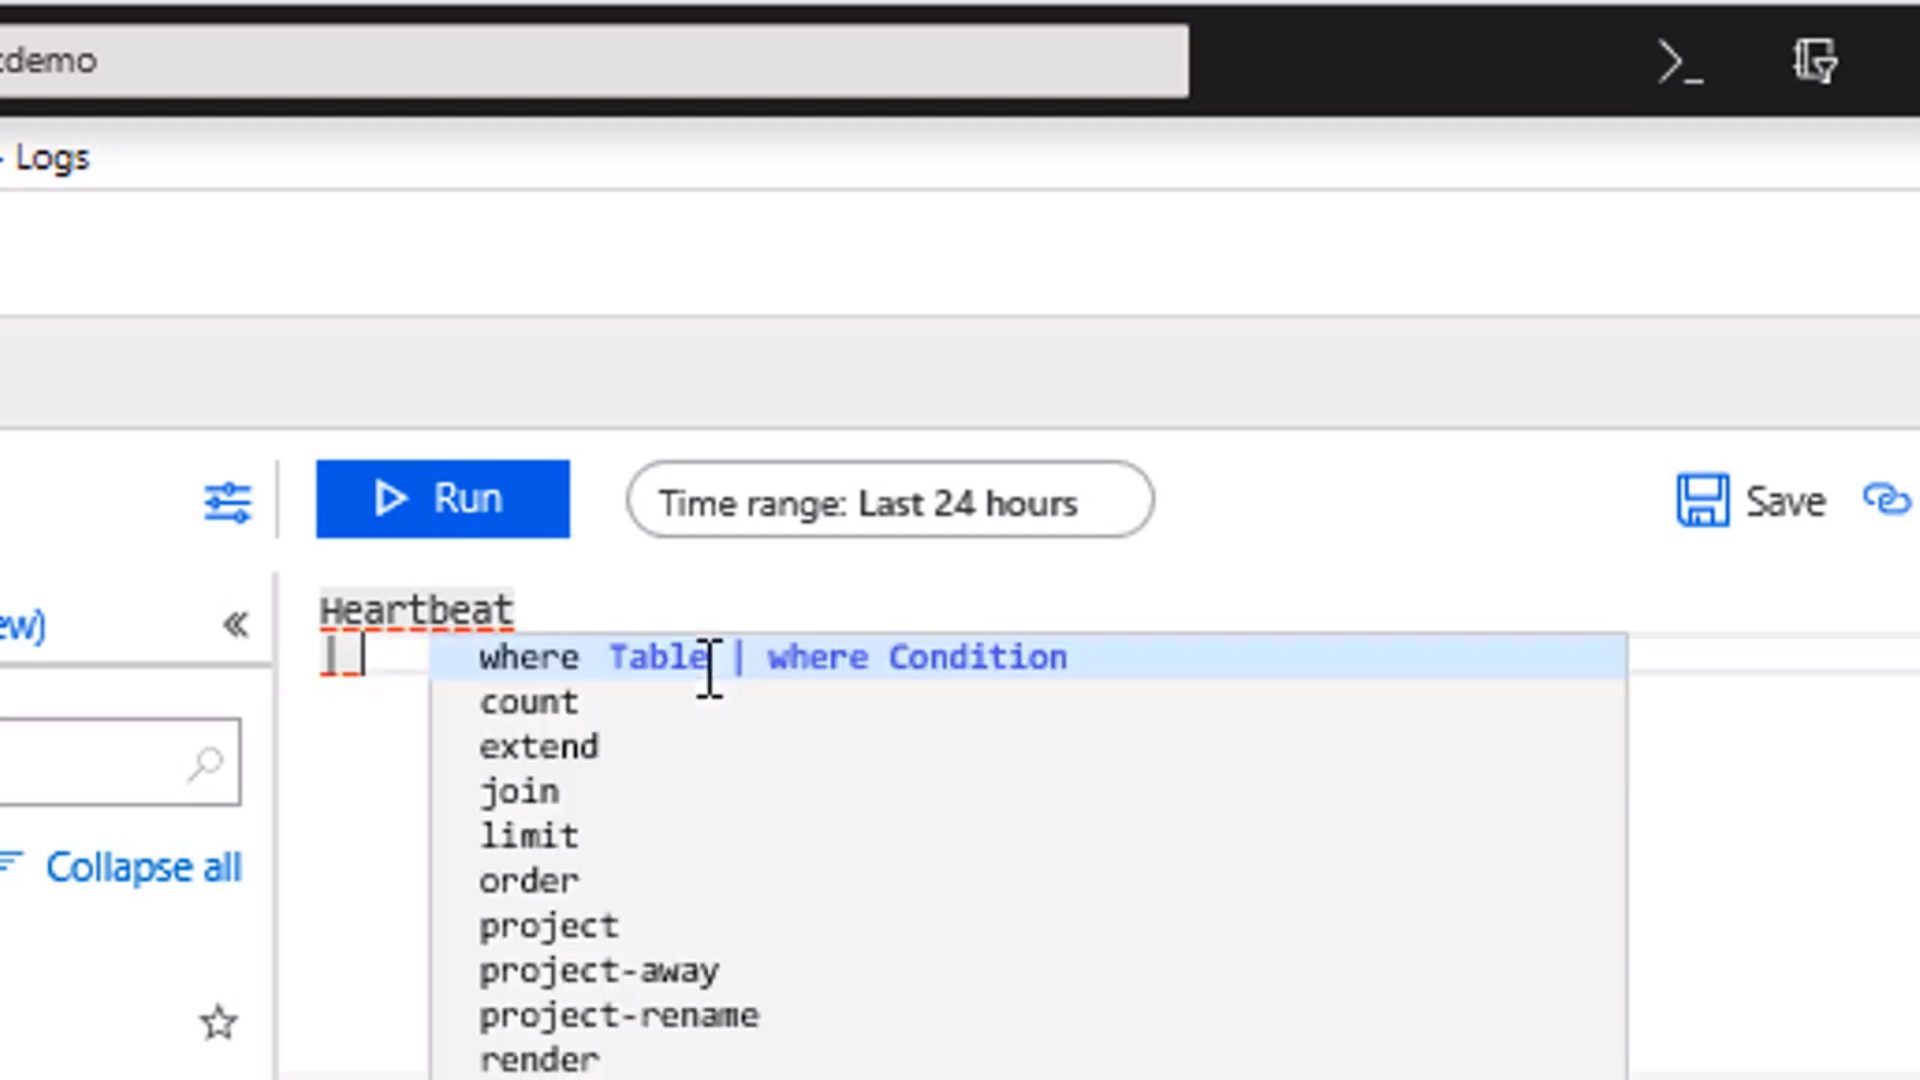 cdemo
- Logs
Run
Time range: Last 24 hours
Save
ew)
«
Heartbeat
|
where Table | where Condition
count
extend
join
limit
order
project
project-away
project-rename
render
Collapse all